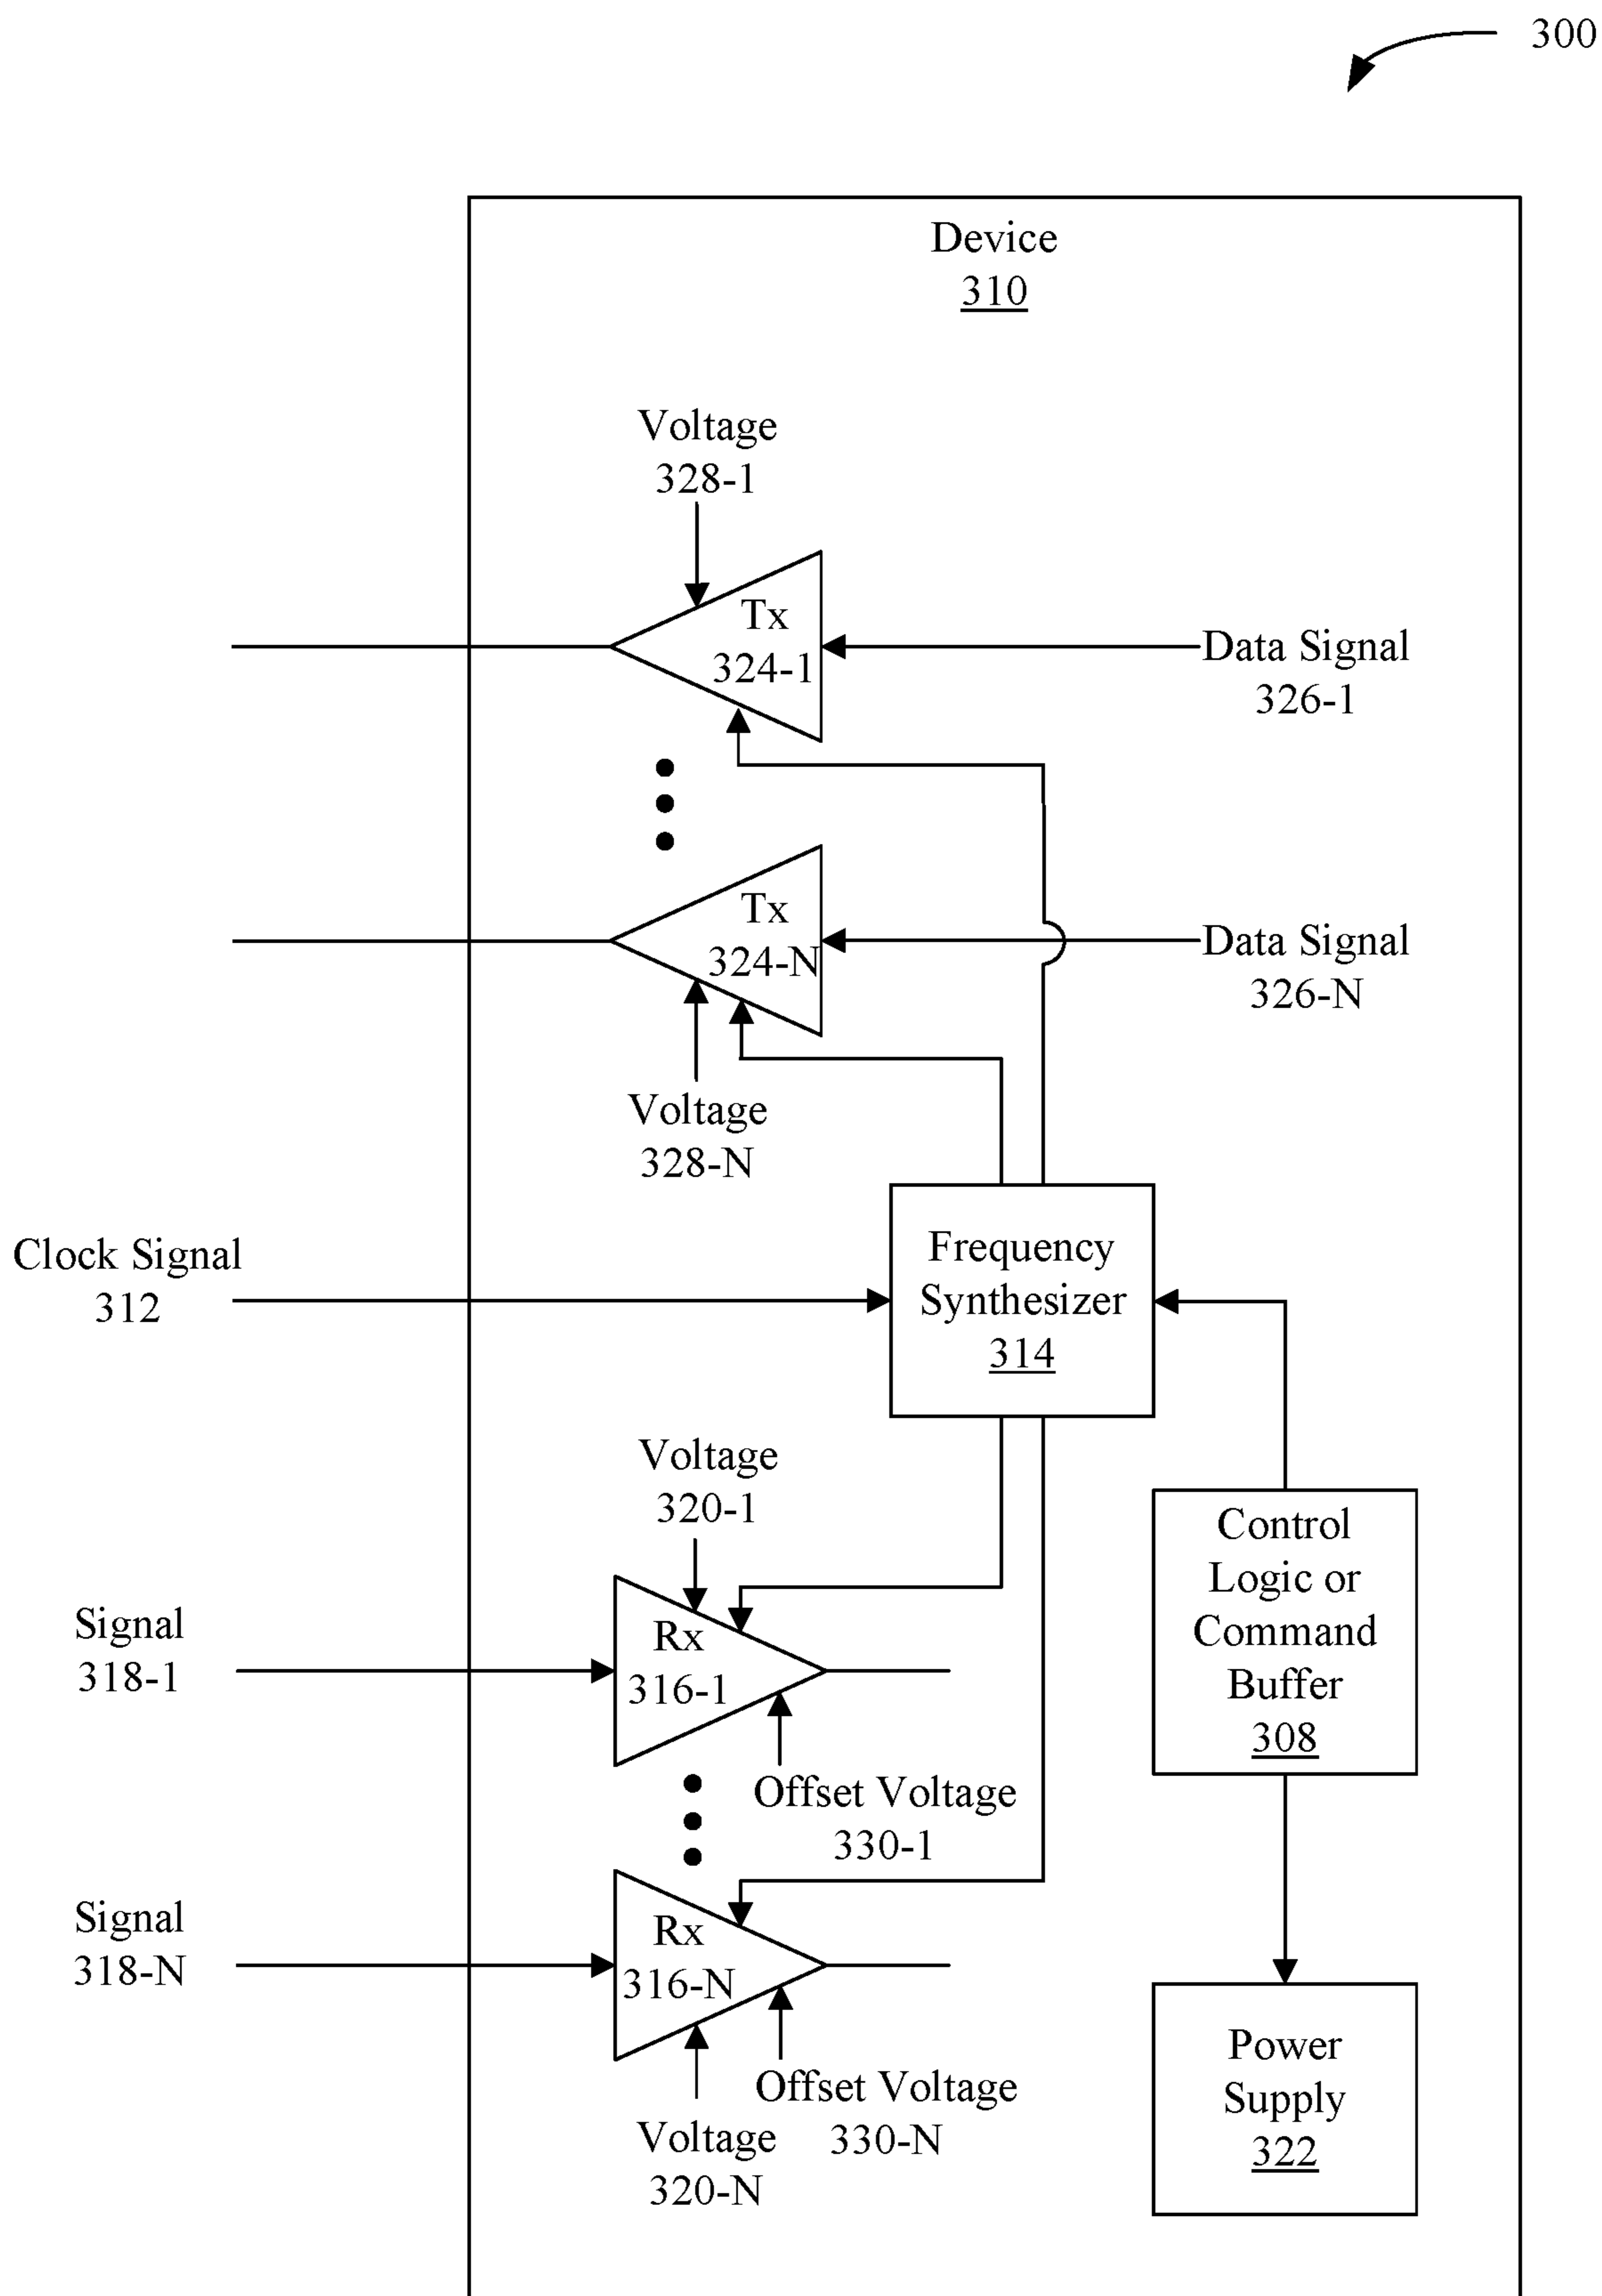 300
Device
310
Voltage
328-1
Tx
324-1
Data Signal
326-1
Tx
324-N
Data Signal
326-N
Voltage
328-N
Clock Signal
312
Frequency
Synthesizer
314
Voltage
320-1
Control
Logic or
Command
Buffer
308
Signal
318-1
Rx
316-1
Offset Voltage
330-1
Signal
318-N
Rx
316-N
Offset Voltage
330-N
Voltage
320-N
Power
Supply
322